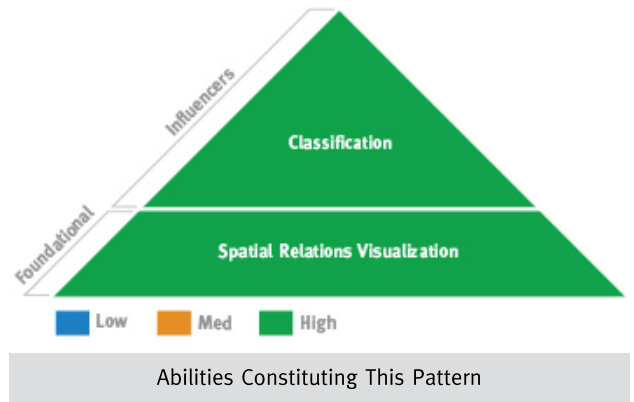 Influencers
Classification
Foundational
Spatial Relations Visualization
Low
Med
High
Abilities Constituting This Pattern